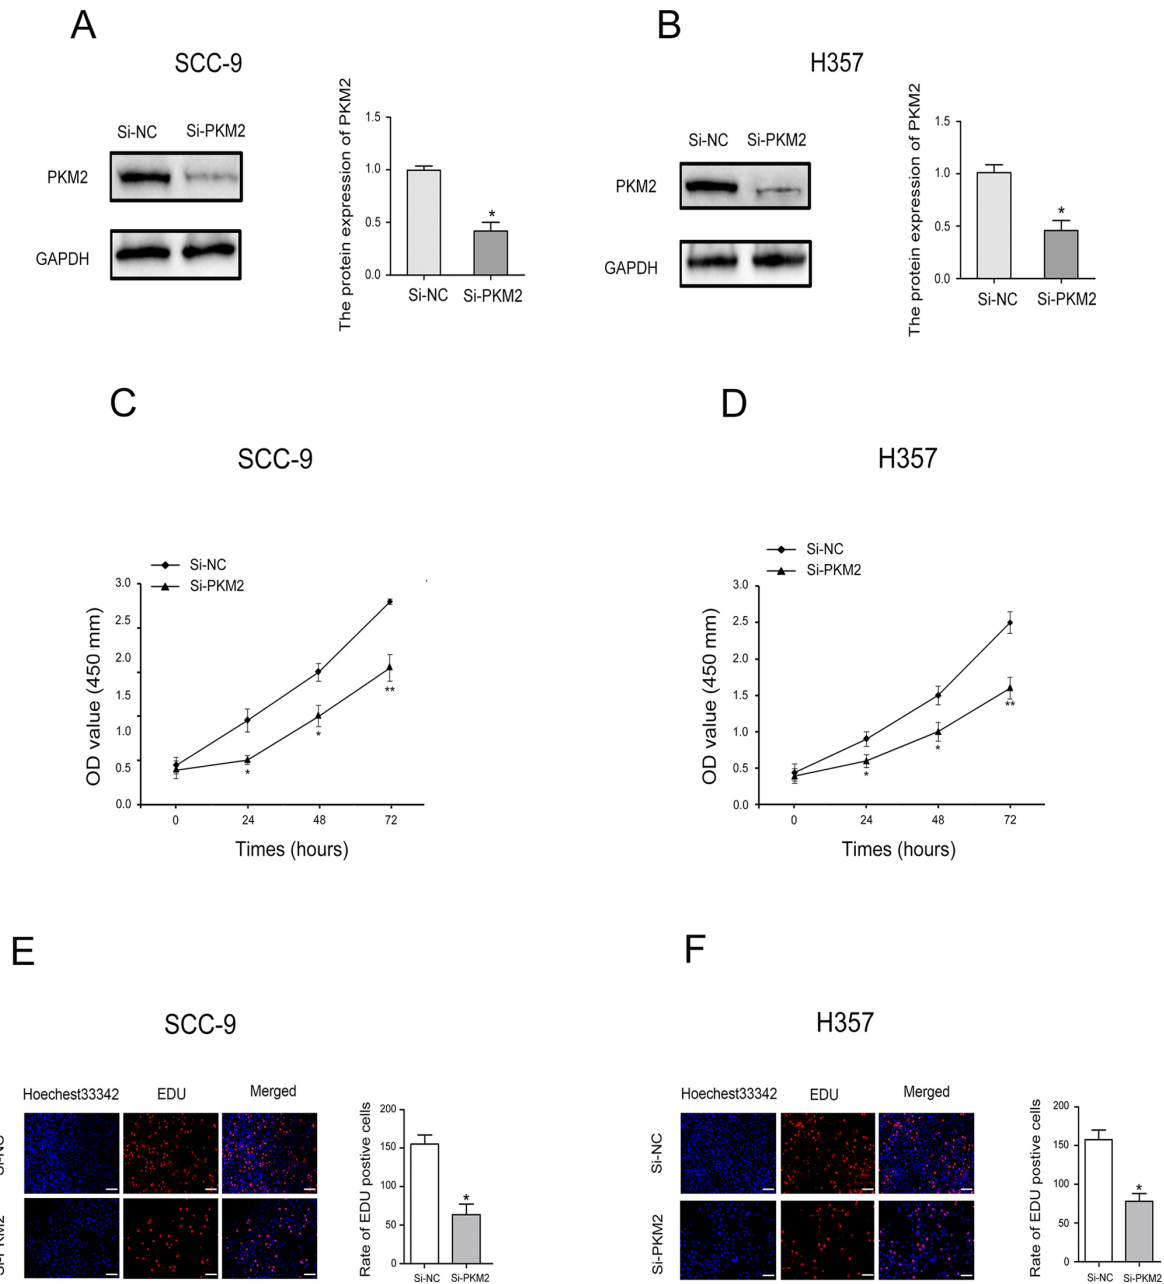 A
SCC-9
Si-NC Si-PKM2
PKM2
GAPDH
The protein expression of PKM2
1.5
1.0
0.5
0.0
*
Si-NC Si-PKM2
B
H357
Si-NC Si-PKM2
PKM2
GAPDH
The protein expression of PKM2
1.5
1.0
0.5
0.0
*
Si-NC Si-PKM2
C
SCC-9
Si-NC
Si-PKM2
OD value (450 mm)
3.0
2.5
2.0
1.5
1.0
0.5
0.0
*
*
**
0 24 48 72
Times (hours)
D
H357
Si-NC
Si-PKM2
OD value (450 mm)
3.0
2.5
2.0
1.5
1.0
0.5
0.0
*
*
**
0 24 48 72
Times (hours)
E
SCC-9
Hoechest33342 EDU Merged
Si-NC
Si-PKM2
Rate of EDU postive cells
200
150
100
50
0
*
Si-NC Si-PKM2
F
H357
Hoechest33342 EDU Merged
Si-NC
Si-PKM2
Rate of EDU postive cells
200
150
100
50
0
*
Si-NC Si-PKM2